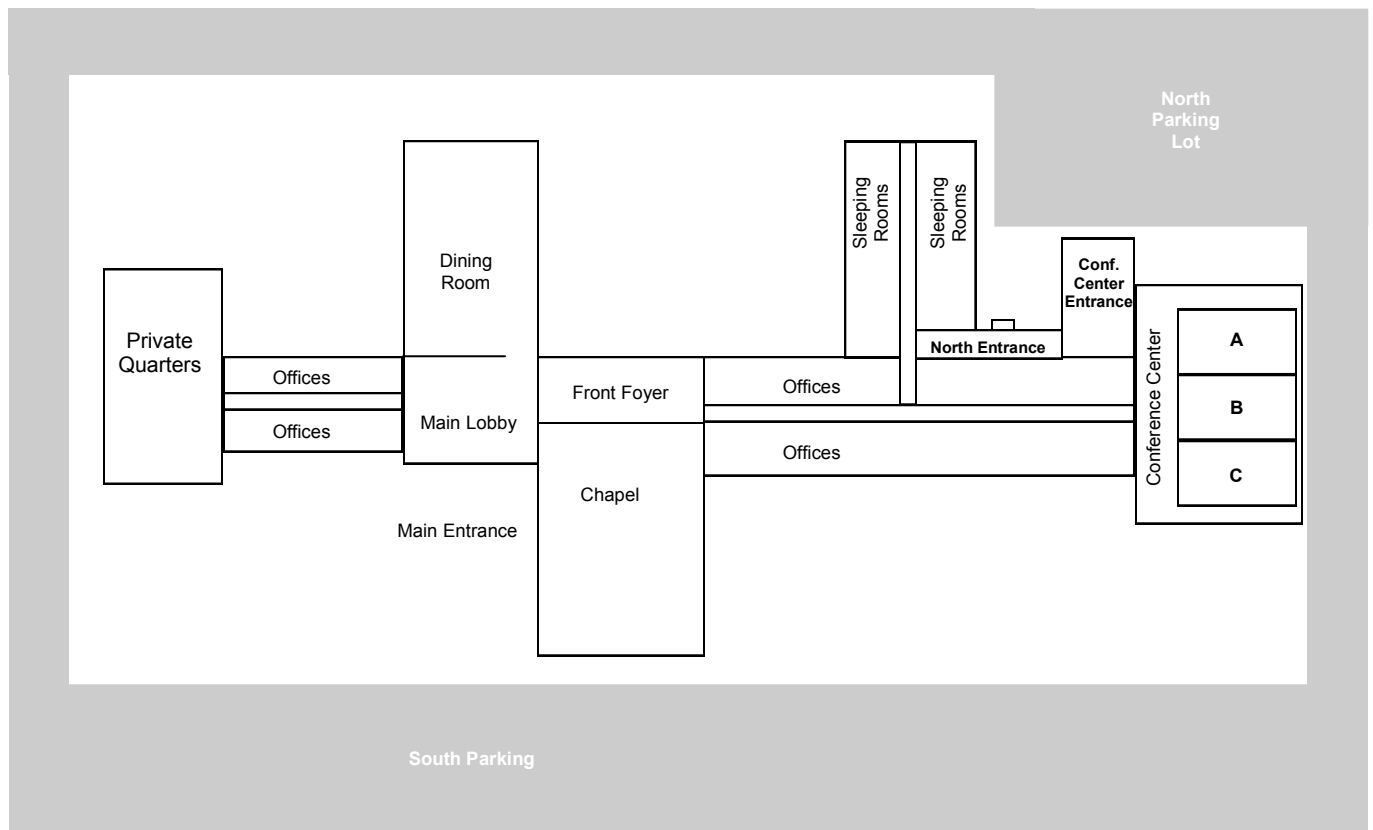 North
Parking
Lot
Sleeping
Rooms
Sleeping
Rooms
Dining
Room
Conf.
Center
Entrance
Private
Quarters
North Entrance
A
Offices
Front Foyer
Offices
Conference Center
B
Main Lobby
Offices
Offices
C
Chapel
Main Entrance
South Parking